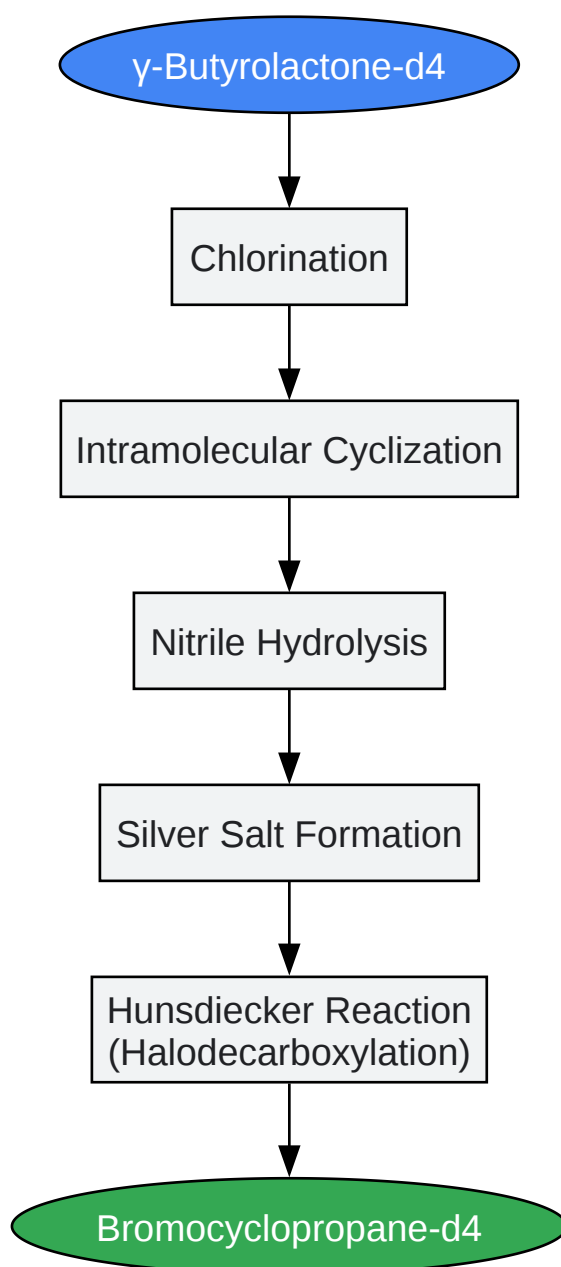 γ-Butyrolactone-d4
Chlorination
Intramolecular Cyclization
Nitrile Hydrolysis
Silver Salt Formation
Hunsdiecker Reaction
(Halodecarboxylation)
Bromocyclopropane-d4